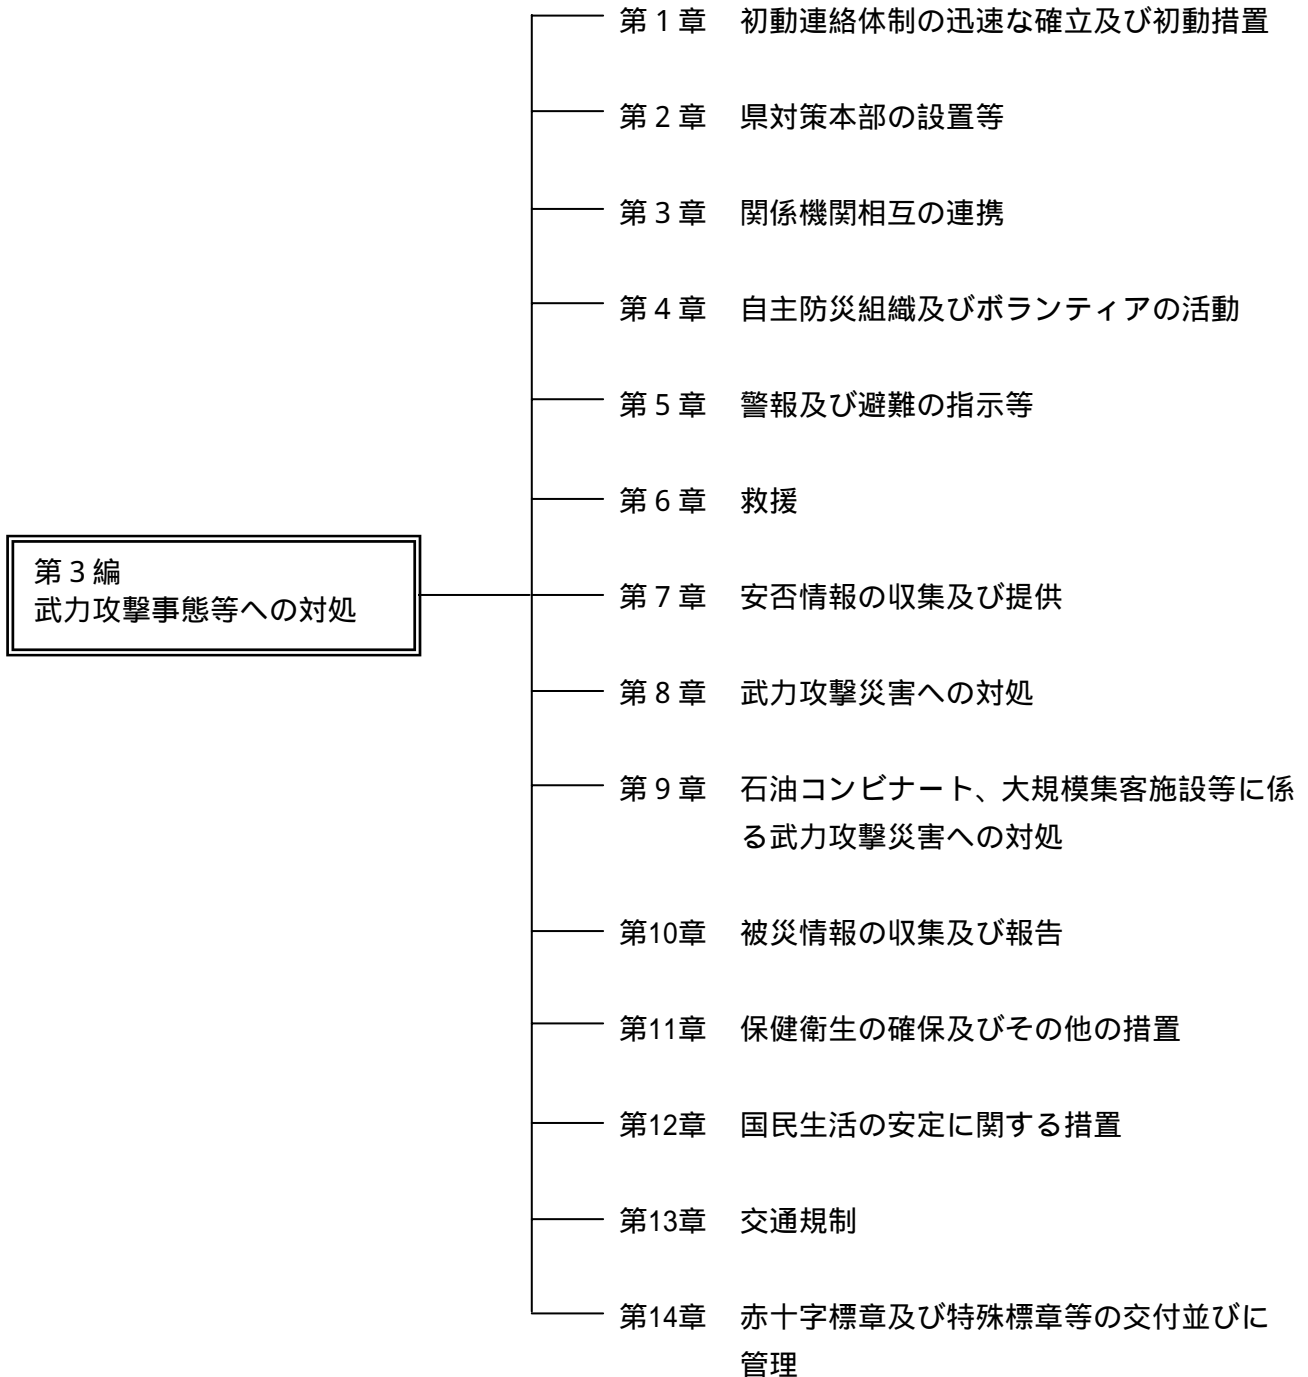 第１章　初動連絡体制の迅速な確立及び初動措置
第２章　県対策本部の設置等
第３章　関係機関相互の連携
第４章　自主防災組織及びボランティアの活動
第５章　警報及び避難の指示等
第６章　救援
第３編
武力攻撃事態等への対処
第７章　安否情報の収集及び提供
第８章　武力攻撃災害への対処
第９章　石油コンビナート、大規模集客施設等に係
る武力攻撃災害への対処
第10章　被災情報の収集及び報告
第11章　保健衛生の確保及びその他の措置
第12章　国民生活の安定に関する措置
第13章　交通規制
第14章　赤十字標章及び特殊標章等の交付並びに
管理